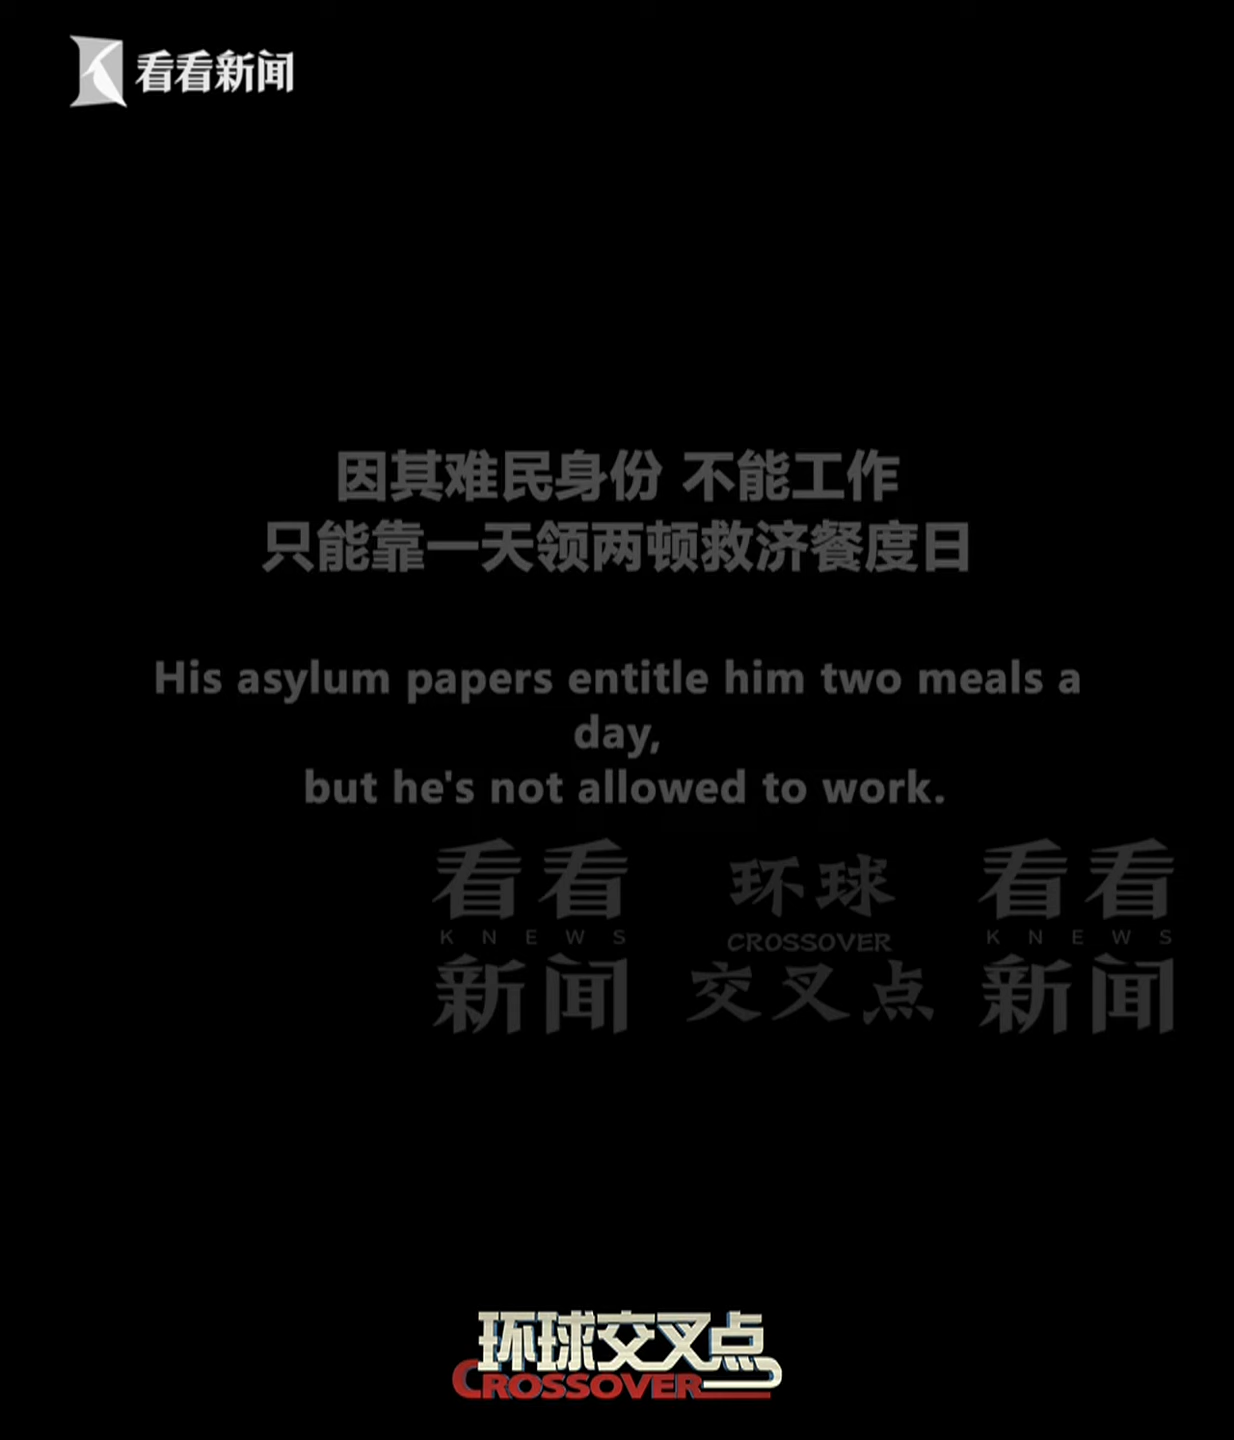 看看新闻
因其难民身份 不能工作
只能靠一天领两顿救济餐度日
His asylum papers entitle him two meals a
day,
but he's not allowed to work.
看看 环球 看看
KNEWS CROSSOVER KNEWS
新闻 交叉点 新闻
环球交叉点
CROSSOVER